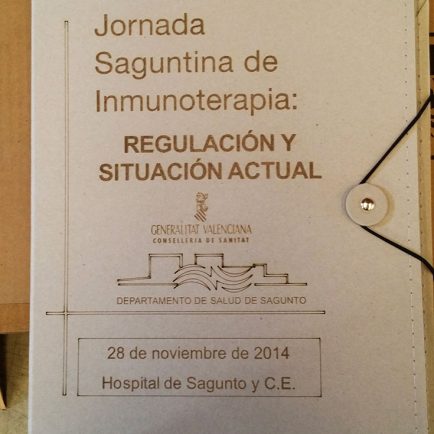 Jornada
Saguntina de
Inmunoterapia:
REGULACIÓN Y
SITUACIÓN ACTUAL
GENERALITAT VALENCIANA
CONSELLERIA DE SANITAT
DEPARTAMENTO DE SALUD DE SAGUNTO
28 de noviembre de 2014
Hospital de Sagunto y C.E.